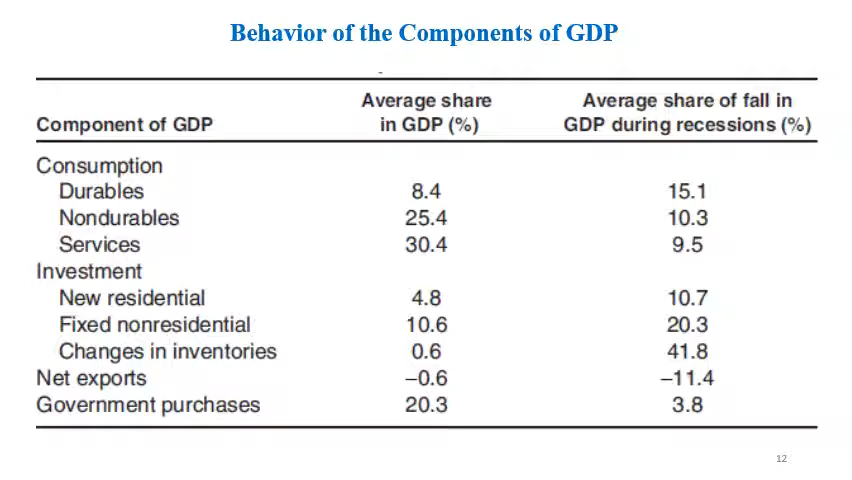 Behavior of the Components of GDP
Average share Average share of fall in
Component of GDP in GDP (%) GDP during recessions (%)
Consumption
Durables 8.4 15.1
Nondurables 25.4 10.3
Services 30.4 9.5
Investment
New residential 4.8 10.7
Fixed nonresidential 10.6 20.3
Changes in inventories 0.6 41.8
Net exports –0.6 –11.4
Government purchases 20.3 3.8
12